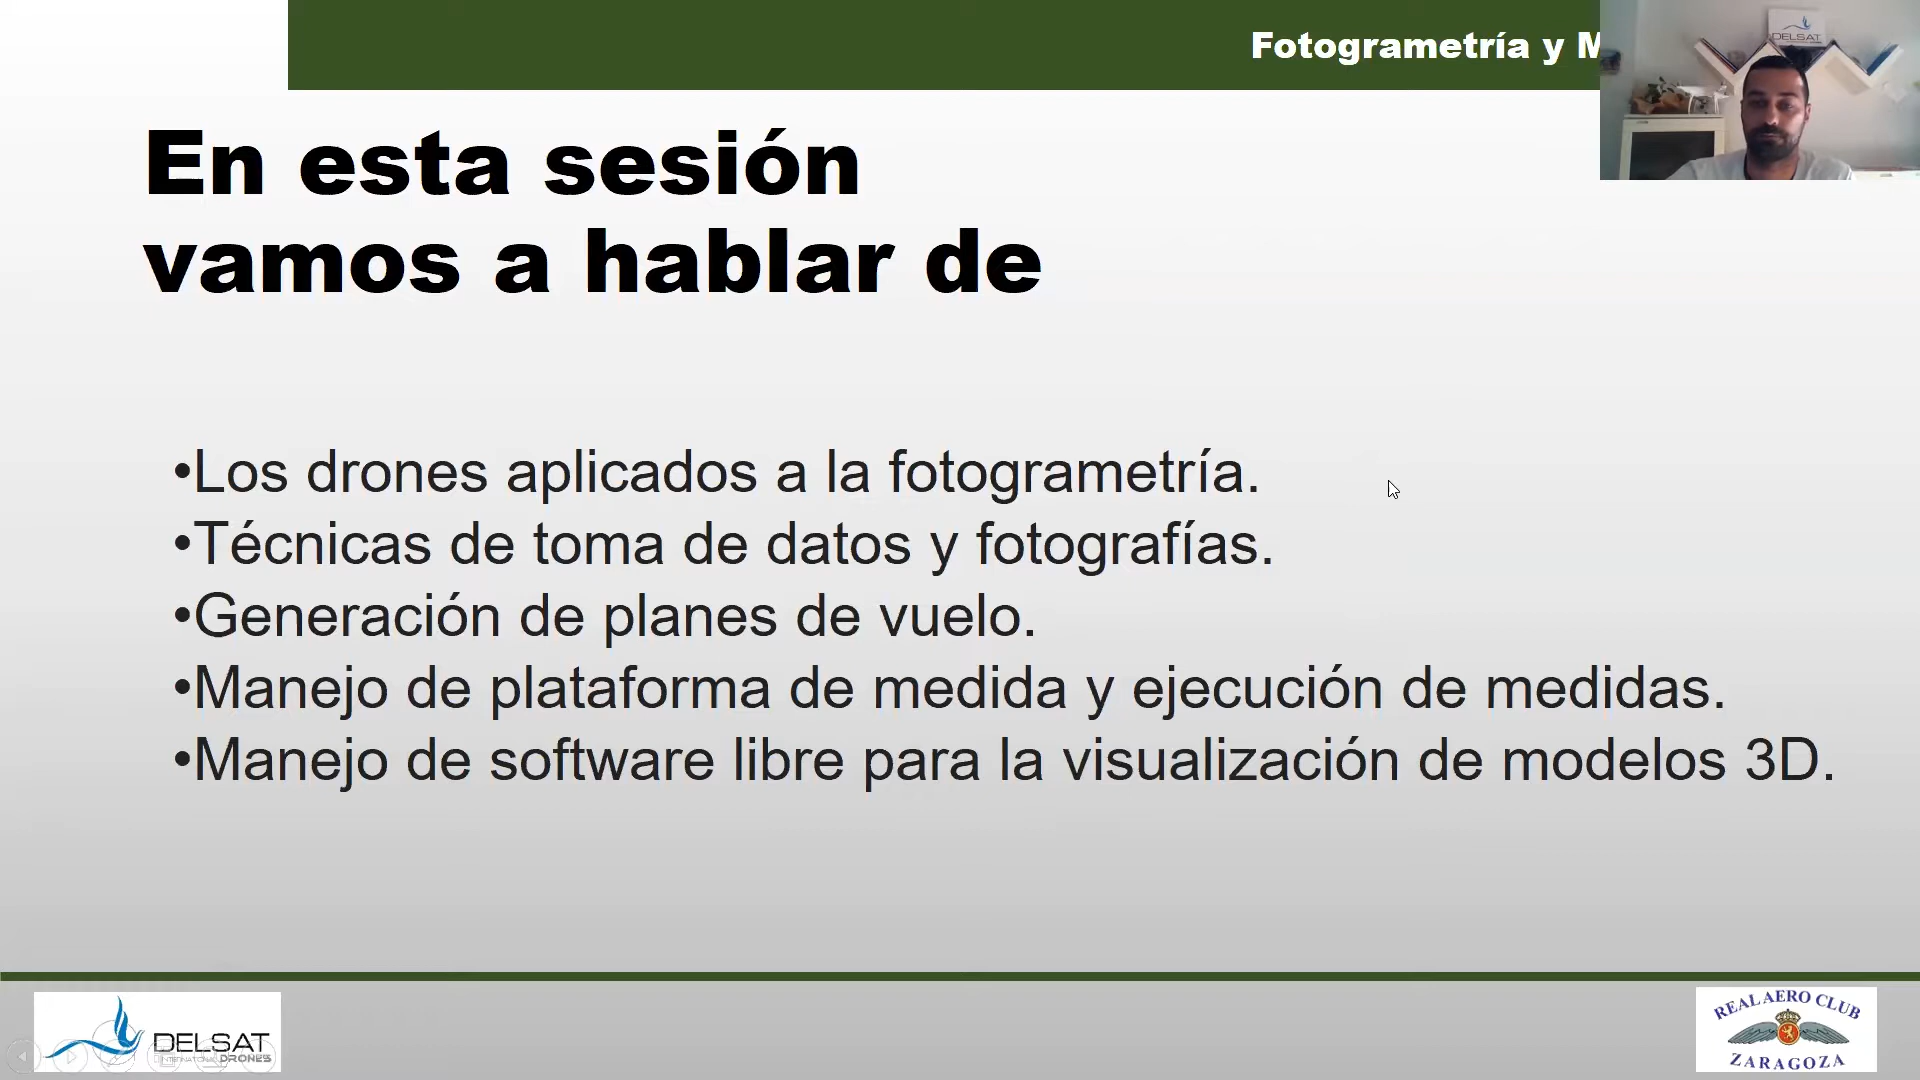 Fotogrametría y M
DELSAT
En esta sesión
vamos a hablar de
•Los drones aplicados a la fotogrametría.
•Técnicas de toma de datos y fotografías.
•Generación de planes de vuelo.
•Manejo de plataforma de medida y ejecución de medidas.
•Manejo de software libre para la visualización de modelos 3D.
DELSAT
INTERNATIONAL DRONES
REAL AERO CLUB
ZARAGOZA